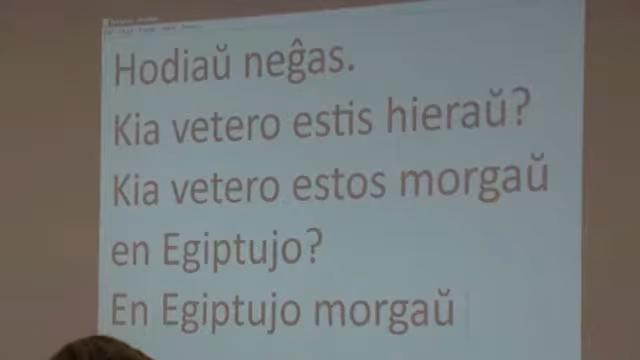 Hodiaŭ neĝas.
Kia vetero estis hieraŭ?
Kia vetero estos morgaŭ
en Egiptujo?
En Egiptujo morgaŭ